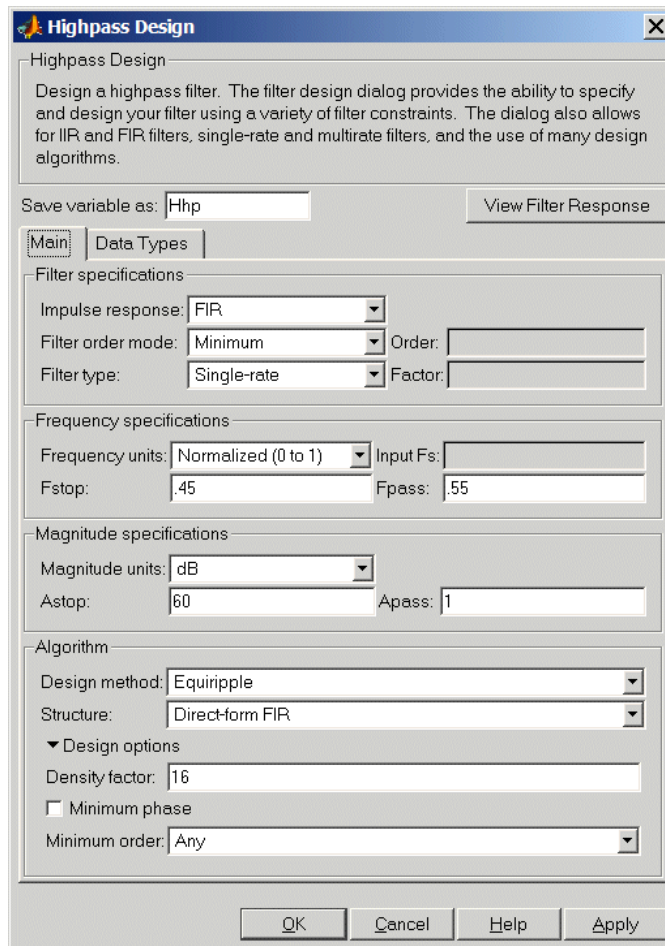 Highpass Design
Highpass Design
Design a highpass filter. The filter design dialog provides the ability to specify
and design your filter using a variety of filter constraints. The dialog also allows
for IIR and FIR filters, single-rate and multirate filters, and the use of many design
algorithms.
Save variable as: Hhp View Filter Response
Main Data Types
Filter specifications
Impulse response: FIR
Filter order mode: Minimum Order:
Filter type: Single-rate Factor:
Frequency specifications
Frequency units: Normalized (0 to 1) Input Fs:
Fstop: .45 Fpass: .55
Magnitude specifications
Magnitude units: dB
Astop: 60 Apass: 1
Algorithm
Design method: Equiripple
Structure: Direct-form FIR
Design options
Density factor: 16
Minimum phase
Minimum order: Any
OK Cancel Help Apply